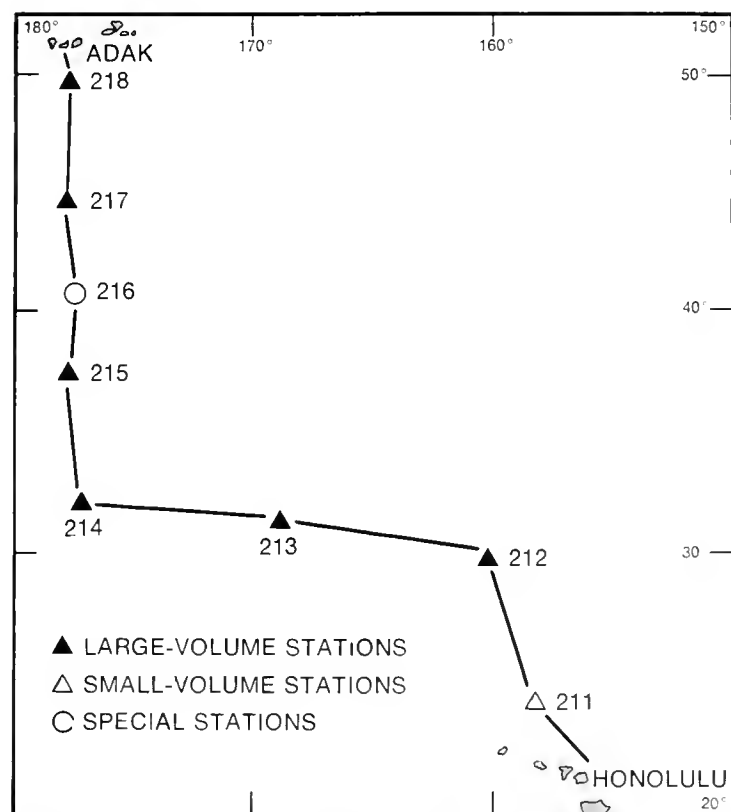 180° 170° 160° 150°
ADAK
218 50°
217
216
40°
215
214 213 212 30
▲ LARGE-VOLUME STATIONS
△ SMALL-VOLUME STATIONS 211
○ SPECIAL STATIONS
HONOLULU
20°